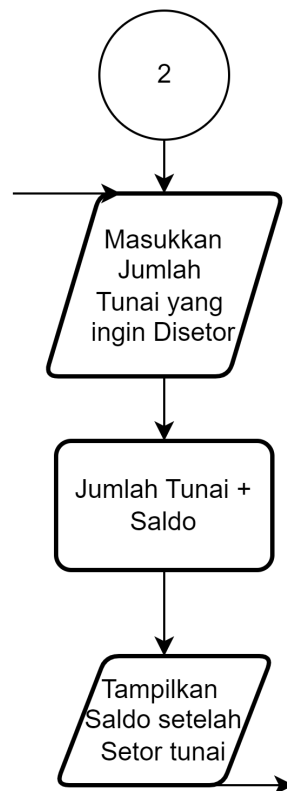 2
Masukkan
Jumlah
Tunai yang
ingin Disetor
Jumlah Tunai +
Saldo
Tampilkan
Saldo setelah
Setor tunai